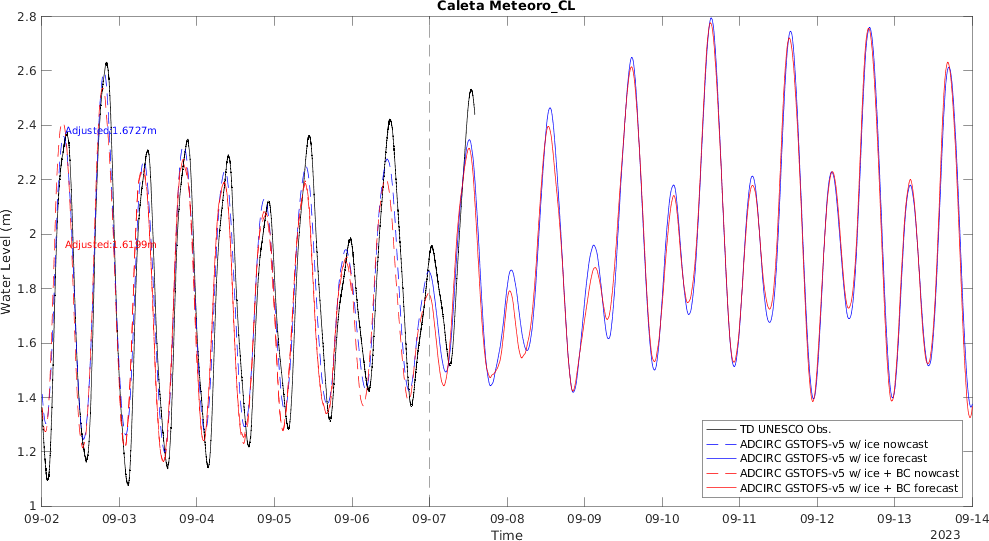 Caleta Meteoro_CL
2.8
2.6
2.4
2.2
2
1.8
1.6
1.4
1.2
1
Water Level (m)
Adjusted:1.6727m
Adjusted:1.6199m
TD UNESCO Obs.
ADCIRC GSTOFS-v5 w/ ice nowcast
ADCIRC GSTOFS-v5 w/ ice forecast
ADCIRC GSTOFS-v5 w/ ice + BC nowcast
ADCIRC GSTOFS-v5 w/ ice + BC forecast
09-02 09-03 09-04 09-05 09-06 09-07 09-08 09-09 09-10 09-11 09-12 09-13 09-14
Time
2023